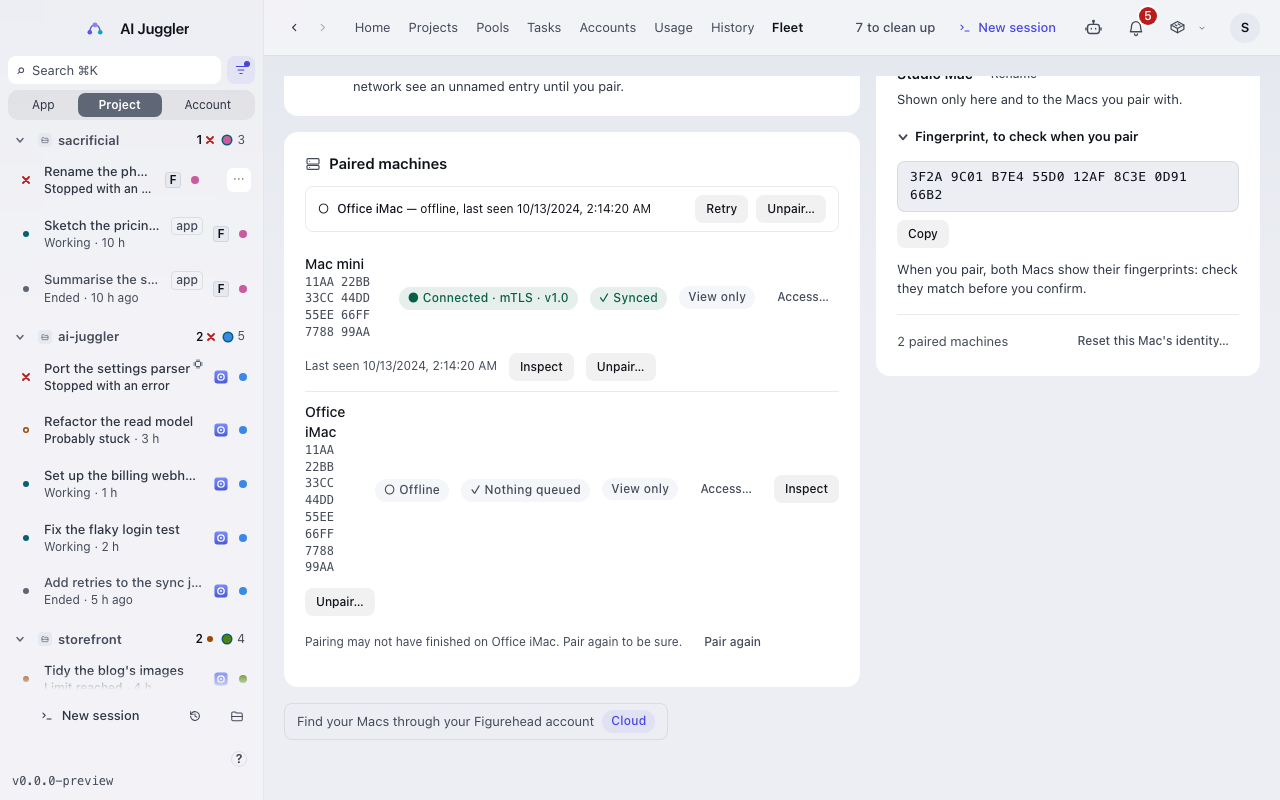 AI Juggler
Search ⌘K
App Project Account
sacrificial 1 3
Rename the ph... F
Stopped with an ...
Sketch the pricin... app F
Working · 10 h
Summarise the s... app F
Ended · 10 h ago
ai-juggler 2 5
Port the settings parser
Stopped with an error
Refactor the read model
Probably stuck · 3 h
Set up the billing webh...
Working · 1 h
Fix the flaky login test
Working · 2 h
Add retries to the sync j...
Ended · 5 h ago
storefront 2 4
Tidy the blog's images
Limit reached · 4 h
New session
?
v0.0.0-preview
Home Projects Pools Tasks Accounts Usage History Fleet 7 to clean up New session 5 S
network see an unnamed entry until you pair.
Paired machines
Office iMac — offline, last seen 10/13/2024, 2:14:20 AM Retry Unpair...
Mac mini
11AA 22BB
33CC 44DD
55EE 66FF
7788 99AA
Connected · mTLS · v1.0 ✓ Synced View only Access...
Last seen 10/13/2024, 2:14:20 AM Inspect Unpair...
Office
iMac
11AA
22BB
33CC
44DD
55EE
66FF
7788
99AA
Offline ✓ Nothing queued View only Access... Inspect
Unpair...
Pairing may not have finished on Office iMac. Pair again to be sure. Pair again
Find your Macs through your Figurehead account Cloud
Studio Mac Rename
Shown only here and to the Macs you pair with.
Fingerprint, to check when you pair
3F2A 9C01 B7E4 55D0 12AF 8C3E 0D91
66B2
Copy
When you pair, both Macs show their fingerprints: check
they match before you confirm.
2 paired machines Reset this Mac's identity...